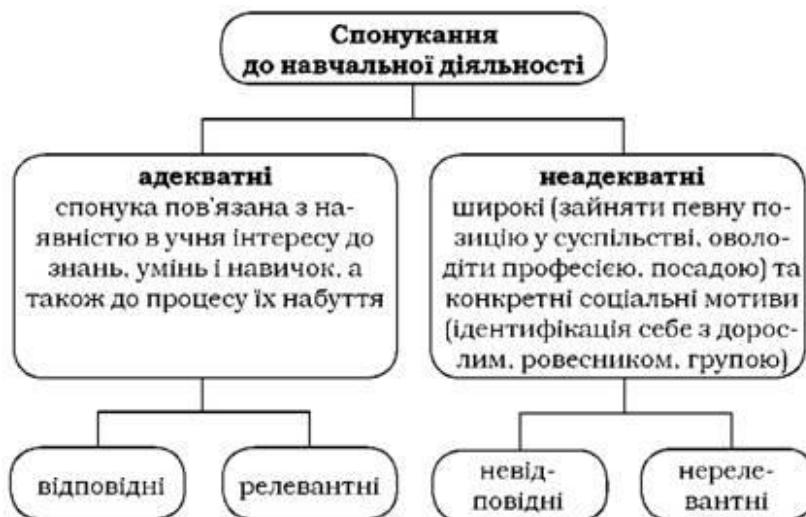 Спонукання
до навчальної діяльності
адекватні
спонука пов'язана з на-
явністю в учня інтересу до
знань, умінь і навичок, а
також до процесу їх набуття
неадекватні
широкі (зайняти певну по-
зицію у суспільстві, оволо-
діти професією, посадою) та
конкретні соціальні мотиви
(ідентифікація себе з дорос-
лим, ровесником, групою)
відповідні
релевантні
невід-
повідні
нереле-
вантні